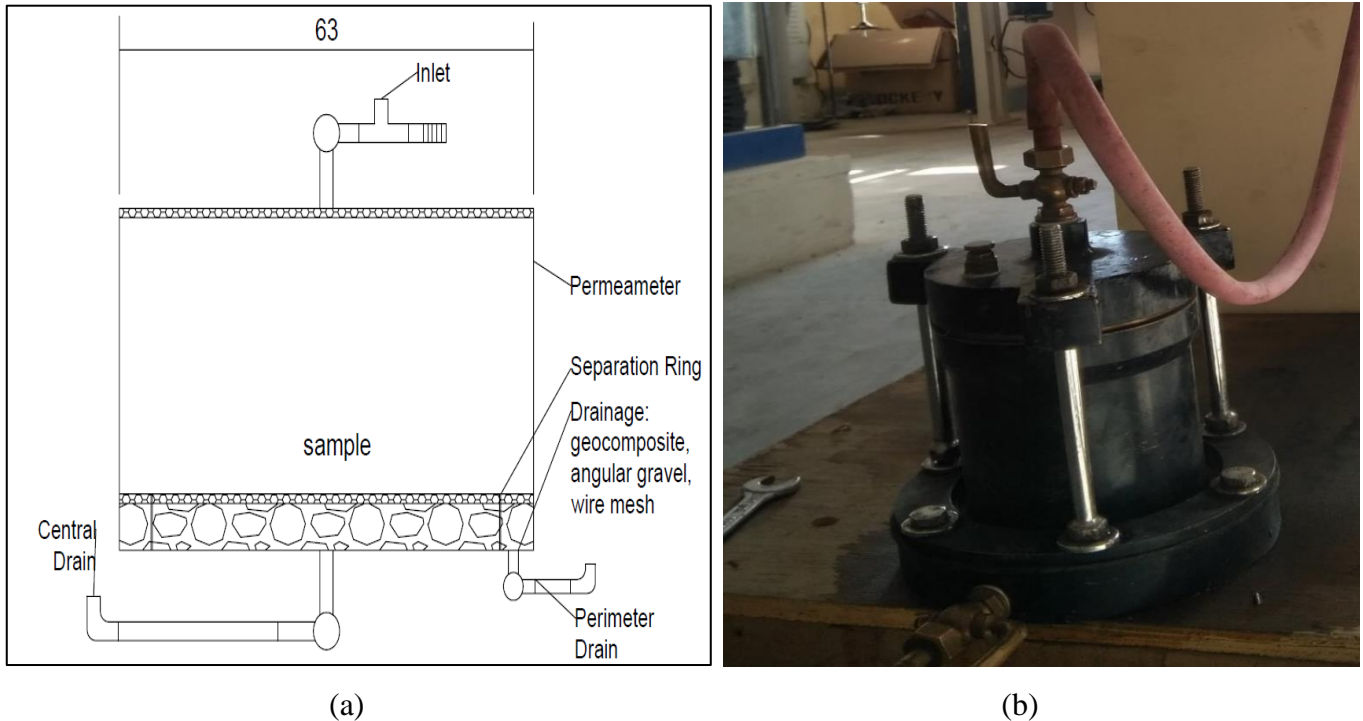 63
Inlet
Permeameter
Separation Ring
Drainage:
geocomposite,
angular gravel,
wire mesh
sample
Central
Drain
Perimeter
Drain
(a)
(b)